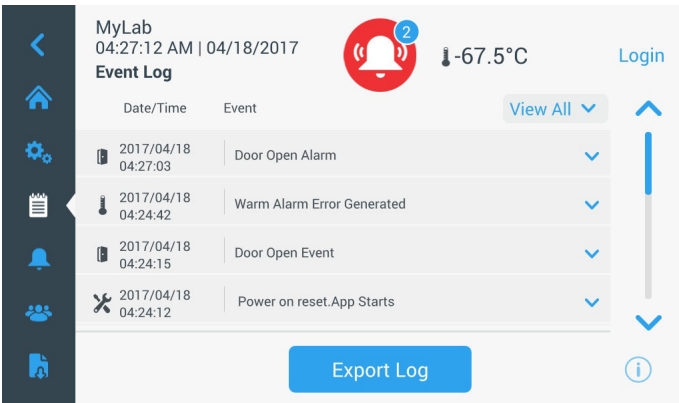 MyLab
04:27:12 AM | 04/18/2017
Event Log
2
-67.5°C
Login
Date/Time Event View All
2017/04/18
04:27:03
Door Open Alarm
2017/04/18
04:24:42
Warm Alarm Error Generated
2017/04/18
04:24:15
Door Open Event
2017/04/18
04:24:12
Power on reset.App Starts
Export Log
i